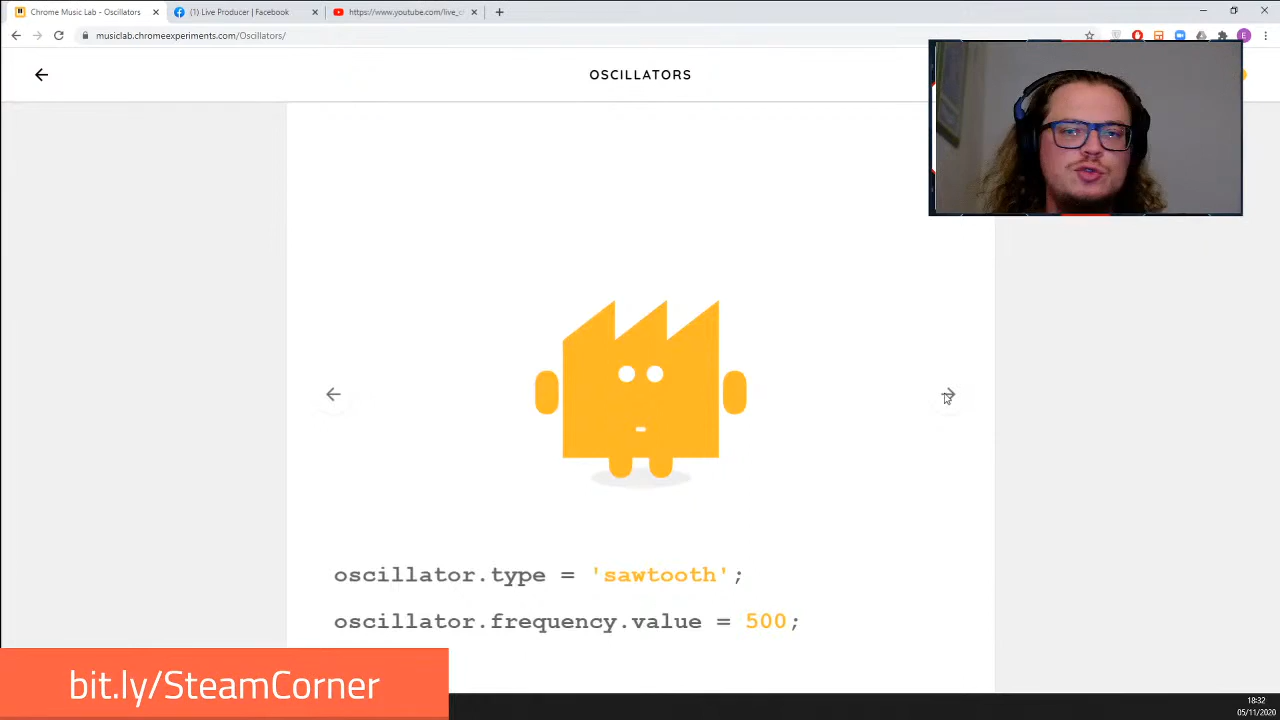 Chrome Music Lab - Oscillators
(1) Live Producer | Facebook
https://www.youtube.com/live_c
musiclab.chromeexperiments.com/Oscillators/
E
OSCILLATORS
oscillator.type = 'sawtooth';
oscillator.frequency.value = 500;
bit.ly/SteamCorner
18:32
05/11/2020